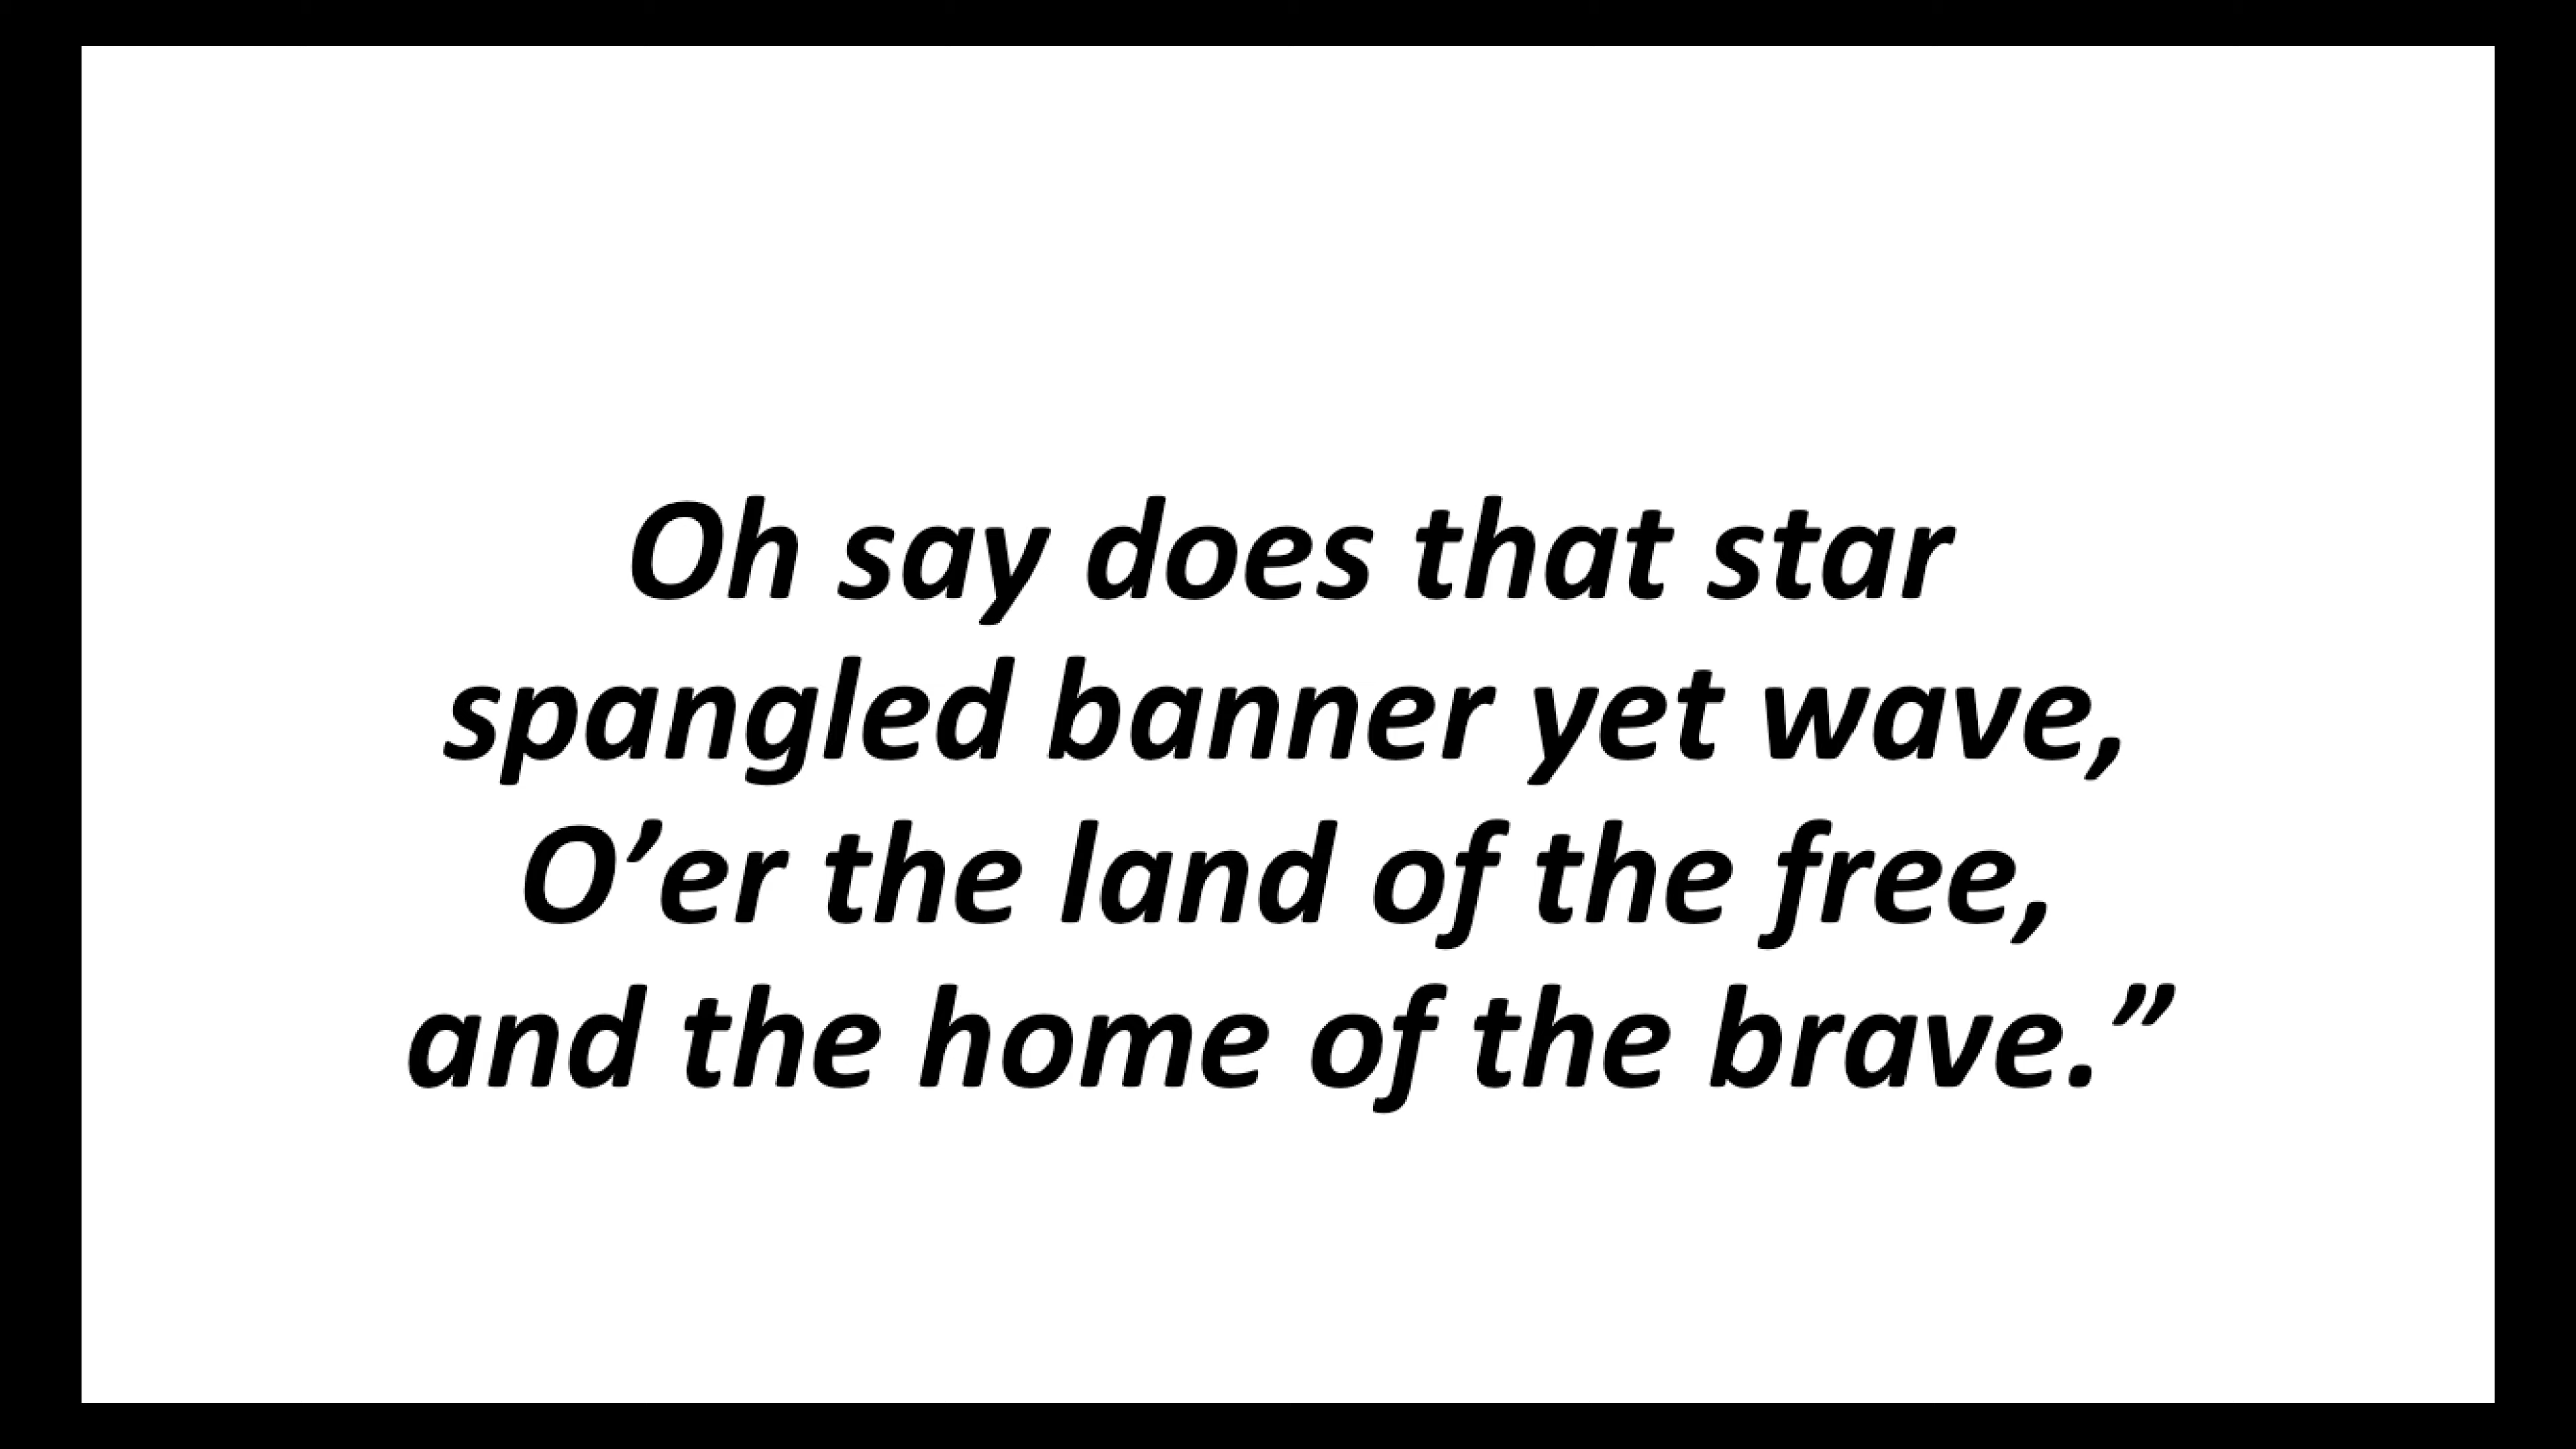 Oh say does that star
spangled banner yet wave,
O’er the land of the free,
and the home of the brave.”